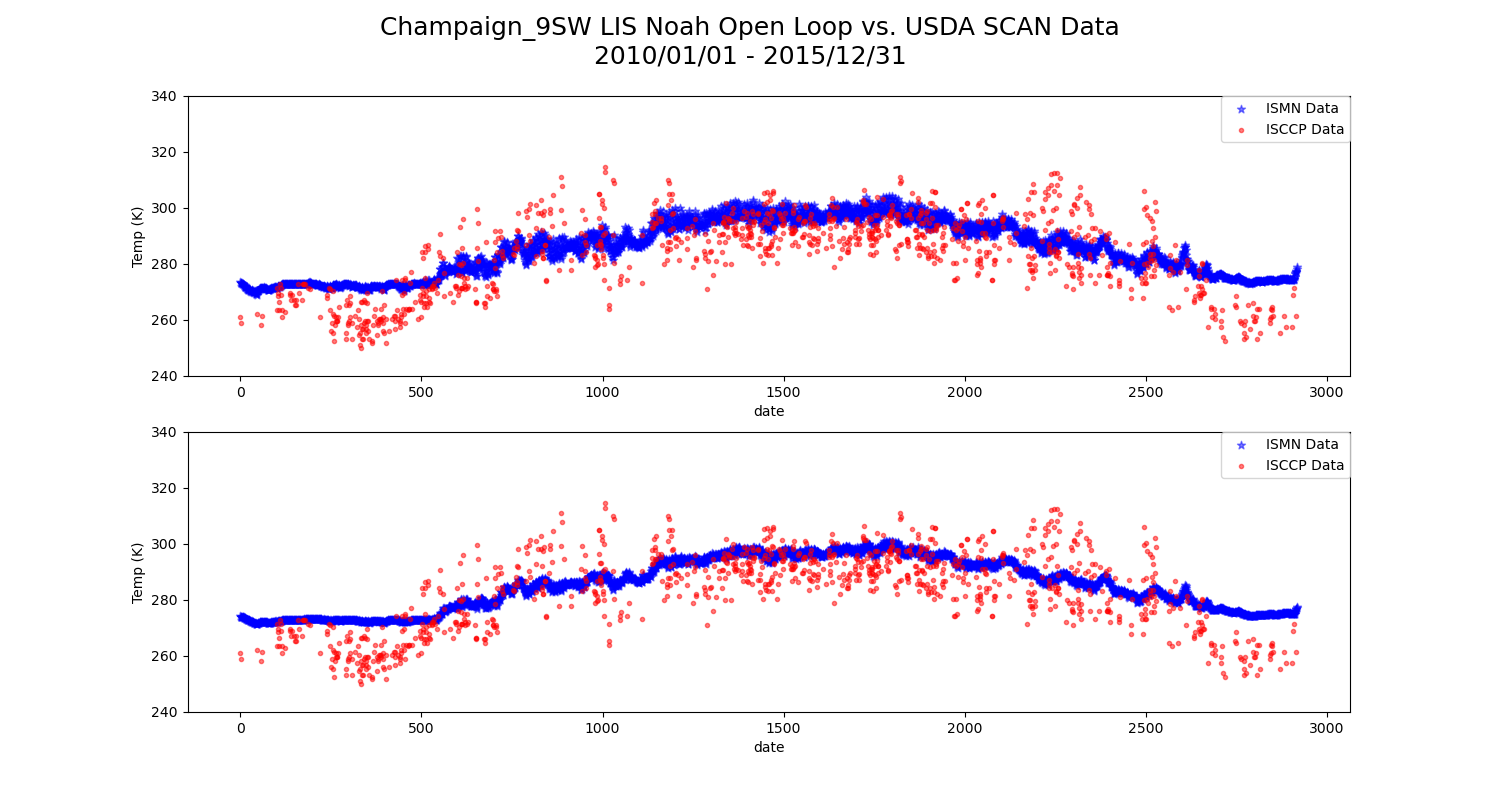 Champaign_9SW LIS Noah Open Loop vs. USDA SCAN Data
2010/01/01 - 2015/12/31
340
320
300
280
260
240
Temp (K)
ISMN Data
ISCCP Data
0 500 1000 1500 2000 2500 3000
date
340
320
300
280
260
240
Temp (K)
ISMN Data
ISCCP Data
0 500 1000 1500 2000 2500 3000
date